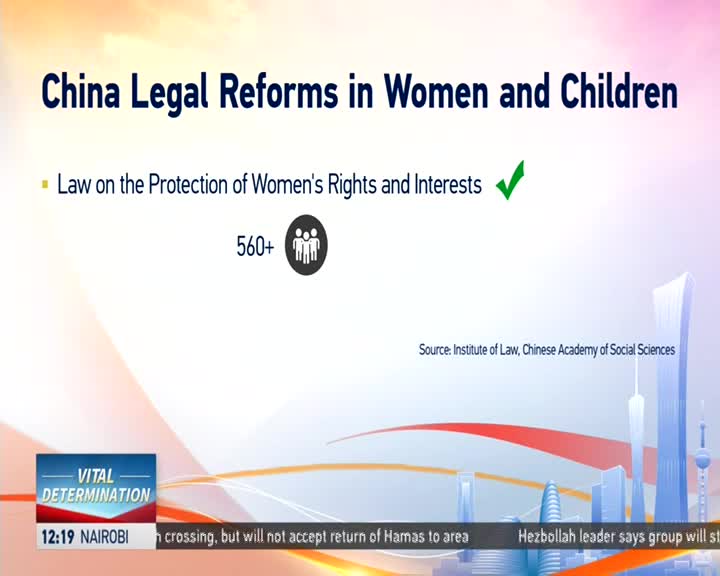 China Legal Reforms in Women and Children
Law on the Protection of Women's Rights and Interests
560+
Source: Institute of Law, Chinese Academy of Social Sciences
VITAL
DETERMINATION
12:19 NAIROBI
crossing, but will not accept return of Hamas to area Hezbollah leader says group will